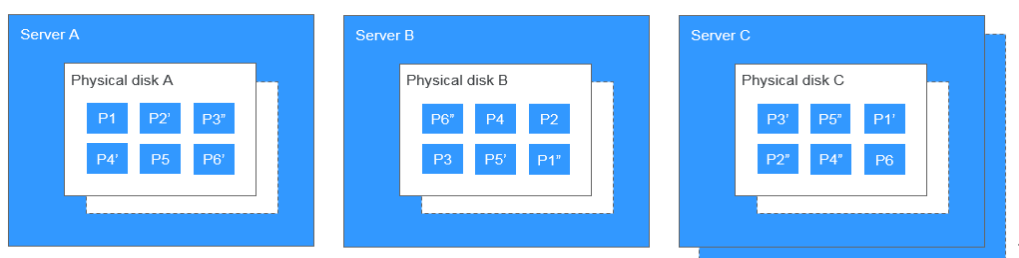 Server A
Physical disk A
P1 P2’ P3”
P4’ P5 P6’
Server B
Physical disk B
P6” P4 P2
P3 P5’ P1”
Server C
Physical disk C
P3’ P5” P1’
P2” P4” P6